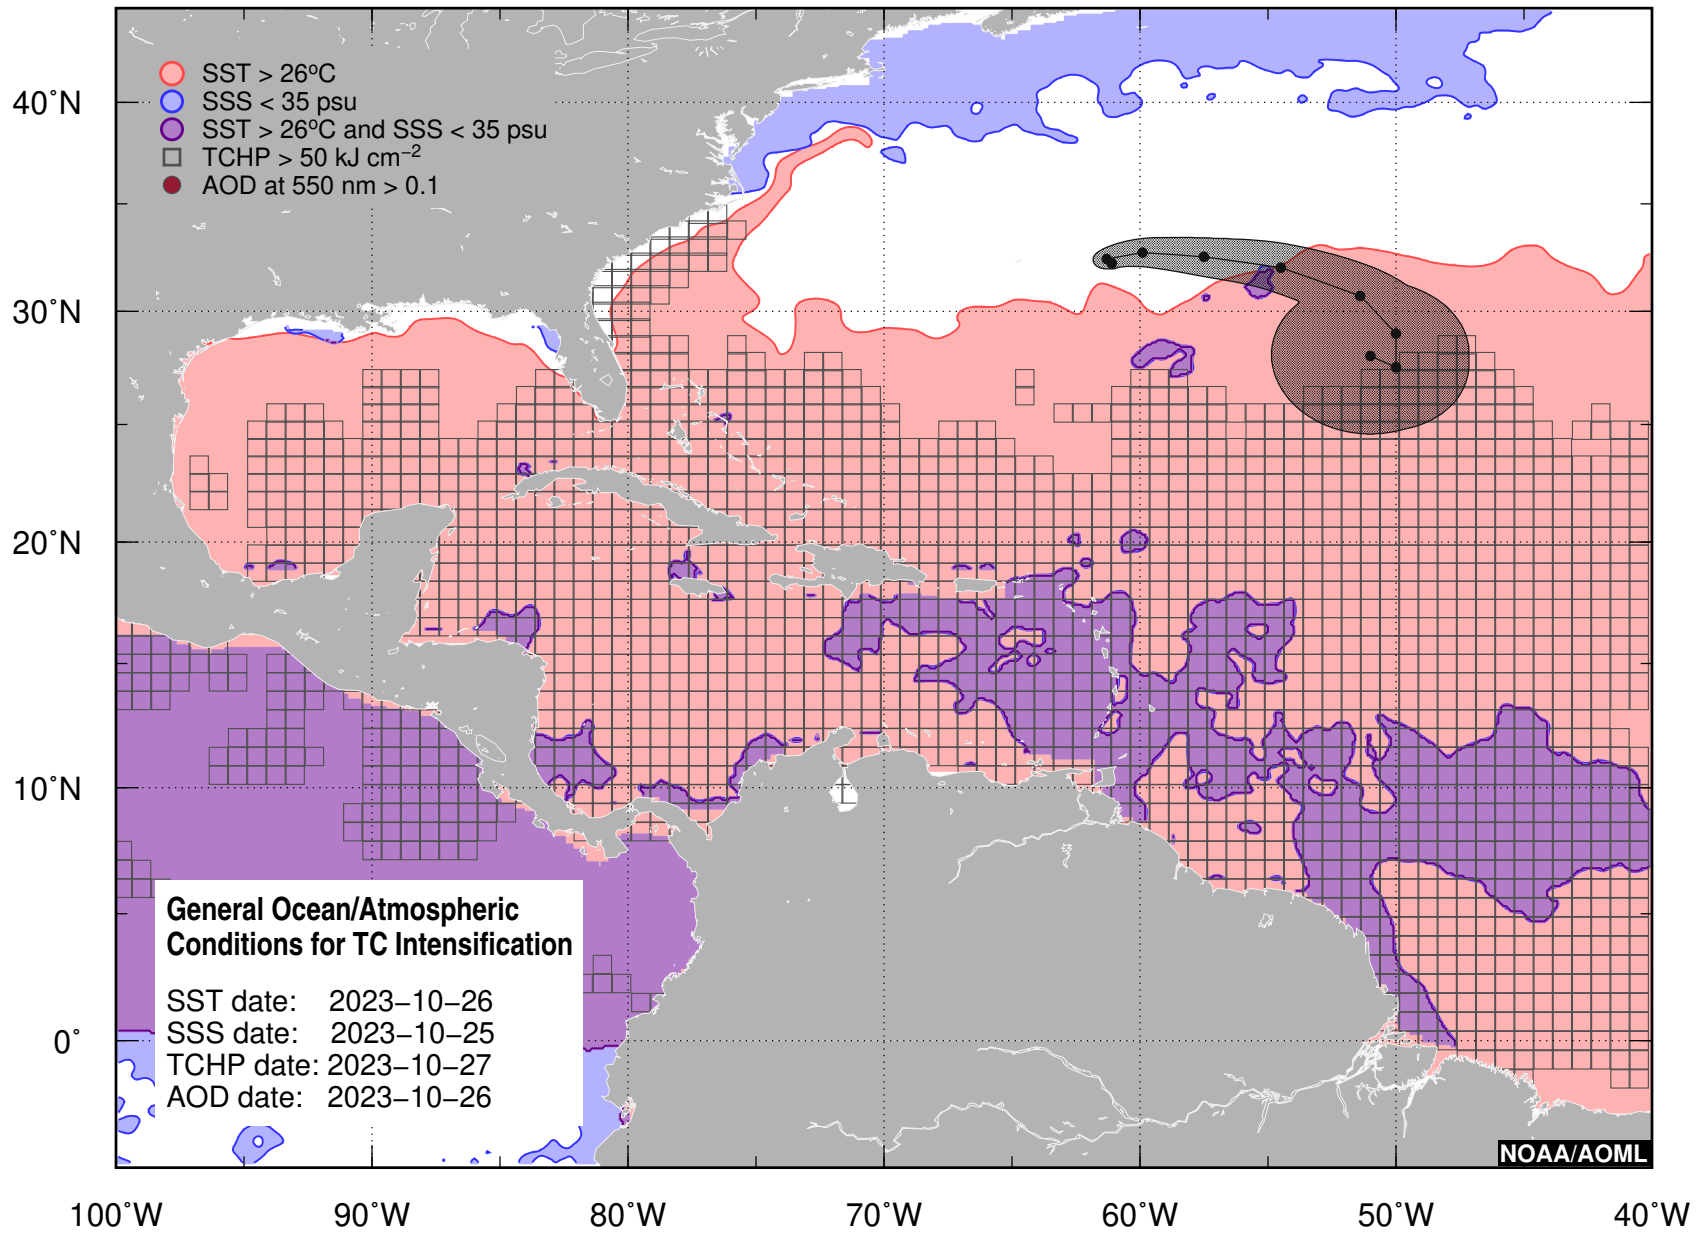 SST > 26°C
40°N
SSS < 35 psu
SST > 26°C and SSS < 35 psu
TCHP > 50 kJ cm⁻²
AOD at 550 nm > 0.1
30°N
20°N
10°N
General Ocean/Atmospheric
Conditions for TC Intensification
SST date: 2023−10−26
SSS date: 2023−10−25
0°
TCHP date: 2023−10−27
AOD date: 2023−10−26
NOAA/AOML
100°W 90°W 80°W 70°W 60°W 50°W 40°W